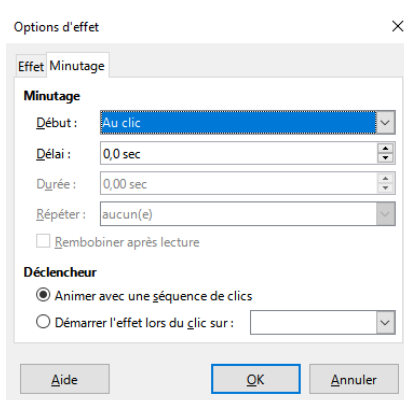 Options d'effet
Effet Minutage
Minutage
Début : Au clic
Délai : 0,0 sec
Durée : 0,00 sec
Répéter : aucun(e)
Rembobiner après lecture
Déclencheur
Animer avec une séquence de clics
Démarrer l'effet lors du clic sur :
Aide OK Annuler